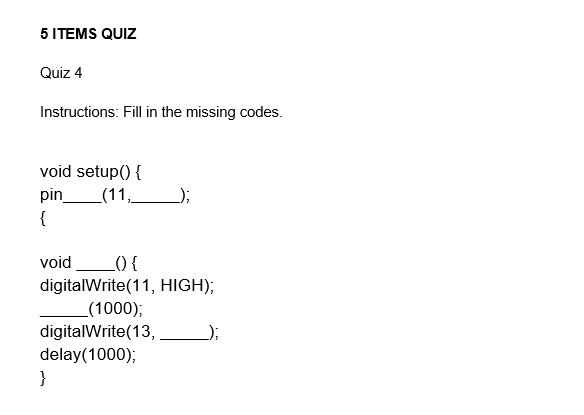 5 ITEMS QUIZ
Quiz 4
Instructions: Fill in the missing codes.
void setup() {
pin____(11,_____);
{
void ____() {
digitalWrite(11, HIGH);
_____(1000);
digitalWrite(13, _____);
delay(1000);
}